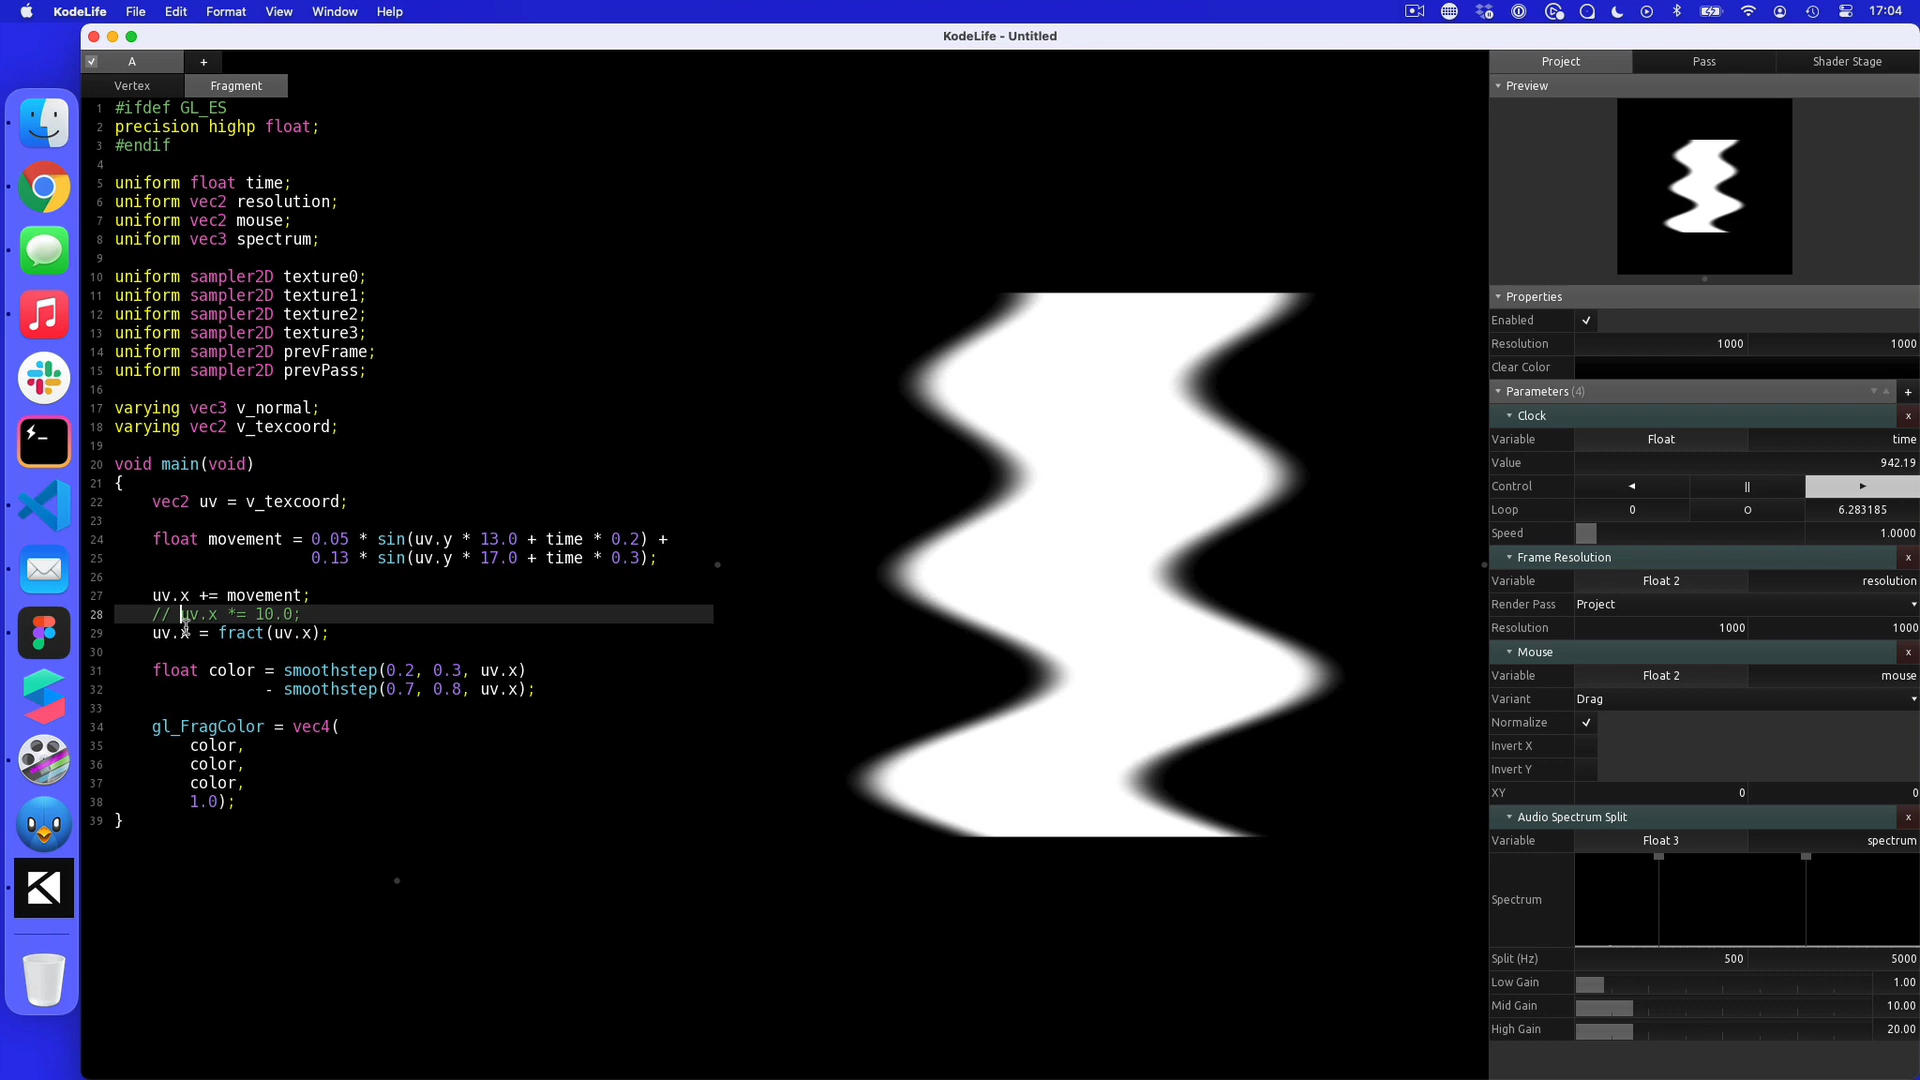 KodeLife File Edit Format View Window Help 17:04
KodeLife - Untitled
A +
Vertex Fragment
1 #ifdef GL_ES
2 precision highp float;
3 #endif
4
5 uniform float time;
6 uniform vec2 resolution;
7 uniform vec2 mouse;
8 uniform vec3 spectrum;
9
10 uniform sampler2D texture0;
11 uniform sampler2D texture1;
12 uniform sampler2D texture2;
13 uniform sampler2D texture3;
14 uniform sampler2D prevFrame;
15 uniform sampler2D prevPass;
16
17 varying vec3 v_normal;
18 varying vec2 v_texcoord;
19
20 void main(void)
21 {
22 vec2 uv = v_texcoord;
23
24 float movement = 0.05 * sin(uv.y * 13.0 + time * 0.2) +
25 0.13 * sin(uv.y * 17.0 + time * 0.3);
26
27 uv.x += movement;
28 // uv.x *= 10.0;
29 uv.x = fract(uv.x);
30
31 float color = smoothstep(0.2, 0.3, uv.x)
32 - smoothstep(0.7, 0.8, uv.x);
33
34 gl_FragColor = vec4(
35 color,
36 color,
37 color,
38 1.0);
39 }
Project Pass Shader Stage
Preview
Properties
Enabled
Resolution 1000 1000
Clear Color
Parameters (4) +
Clock x
Variable Float time
Value 942.19
Control
Loop 0 O 6.283185
Speed 1.0000
Frame Resolution x
Variable Float 2 resolution
Render Pass Project
Resolution 1000 1000
Mouse x
Variable Float 2 mouse
Variant Drag
Normalize
Invert X
Invert Y
XY 0 0
Audio Spectrum Split x
Variable Float 3 spectrum
Spectrum
Split (Hz) 500 5000
Low Gain 1.00
Mid Gain 10.00
High Gain 20.00